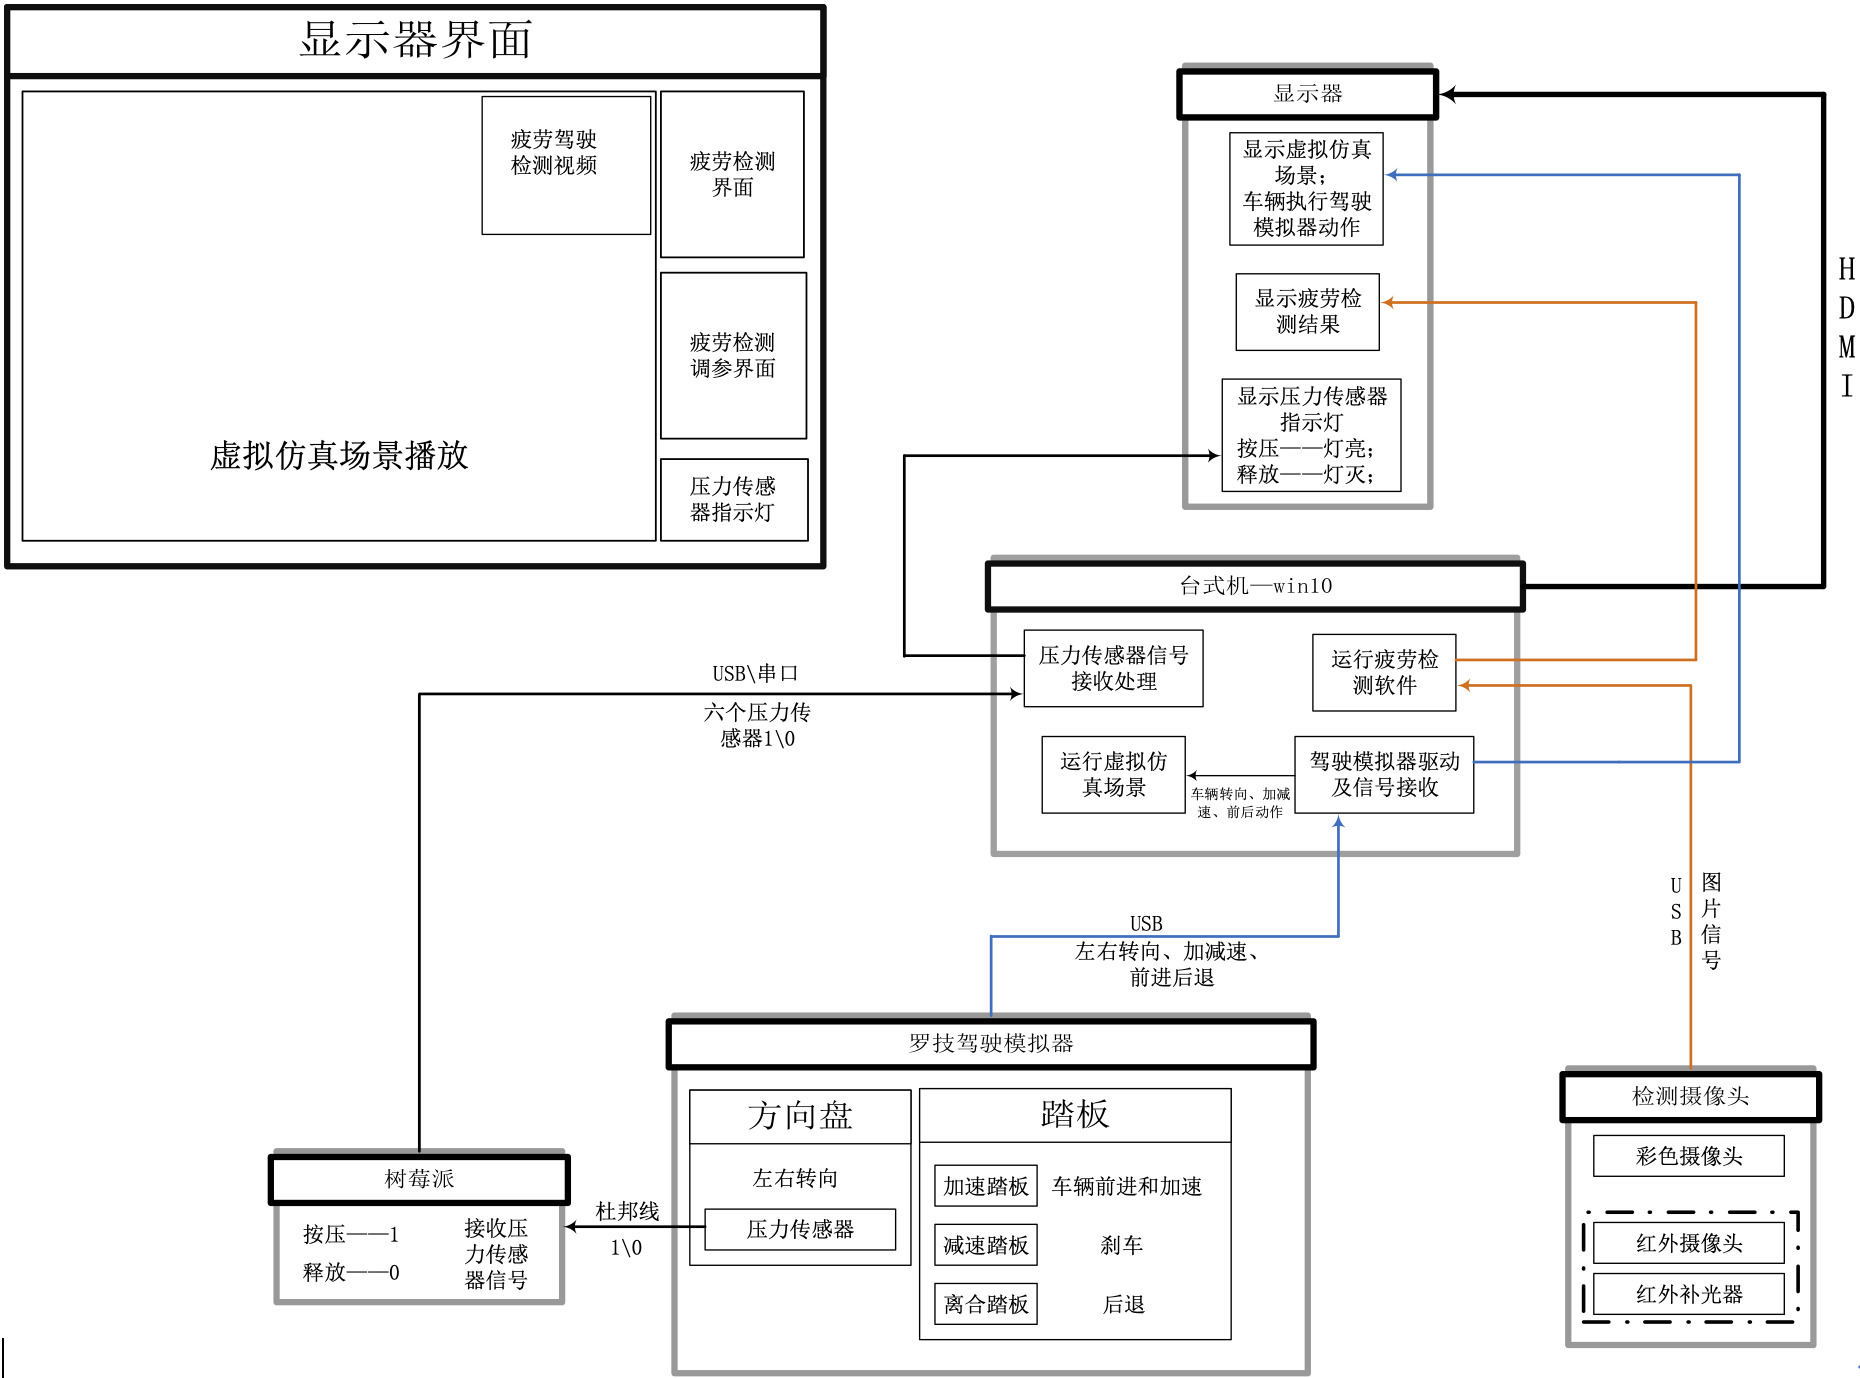 显示器界面
疲劳驾驶
检测视频
疲劳检测
界面
疲劳检测
调参界面
虚拟仿真场景播放
压力传感
器指示灯
显示器
显示虚拟仿真
场景；
车辆执行驾驶
模拟器动作
显示疲劳检
测结果
显示压力传感器
指示灯
按压——灯亮；
释放——灯灭；
H
D
M
I
台式机—win10
压力传感器信号
接收处理
运行疲劳检
测软件
运行虚拟仿
真场景
车辆转向、加减
速、前后动作
驾驶模拟器驱动
及信号接收
USB\串口
六个压力传
感器1\0
USB
左右转向、加减速、
前进后退
U
S
B
图
片
信
号
罗技驾驶模拟器
方向盘
左右转向
压力传感器
踏板
加速踏板 车辆前进和加速
减速踏板 刹车
离合踏板 后退
杜邦线
1\0
树莓派
按压——1
释放——0
接收压
力传感
器信号
检测摄像头
彩色摄像头
红外摄像头
红外补光器